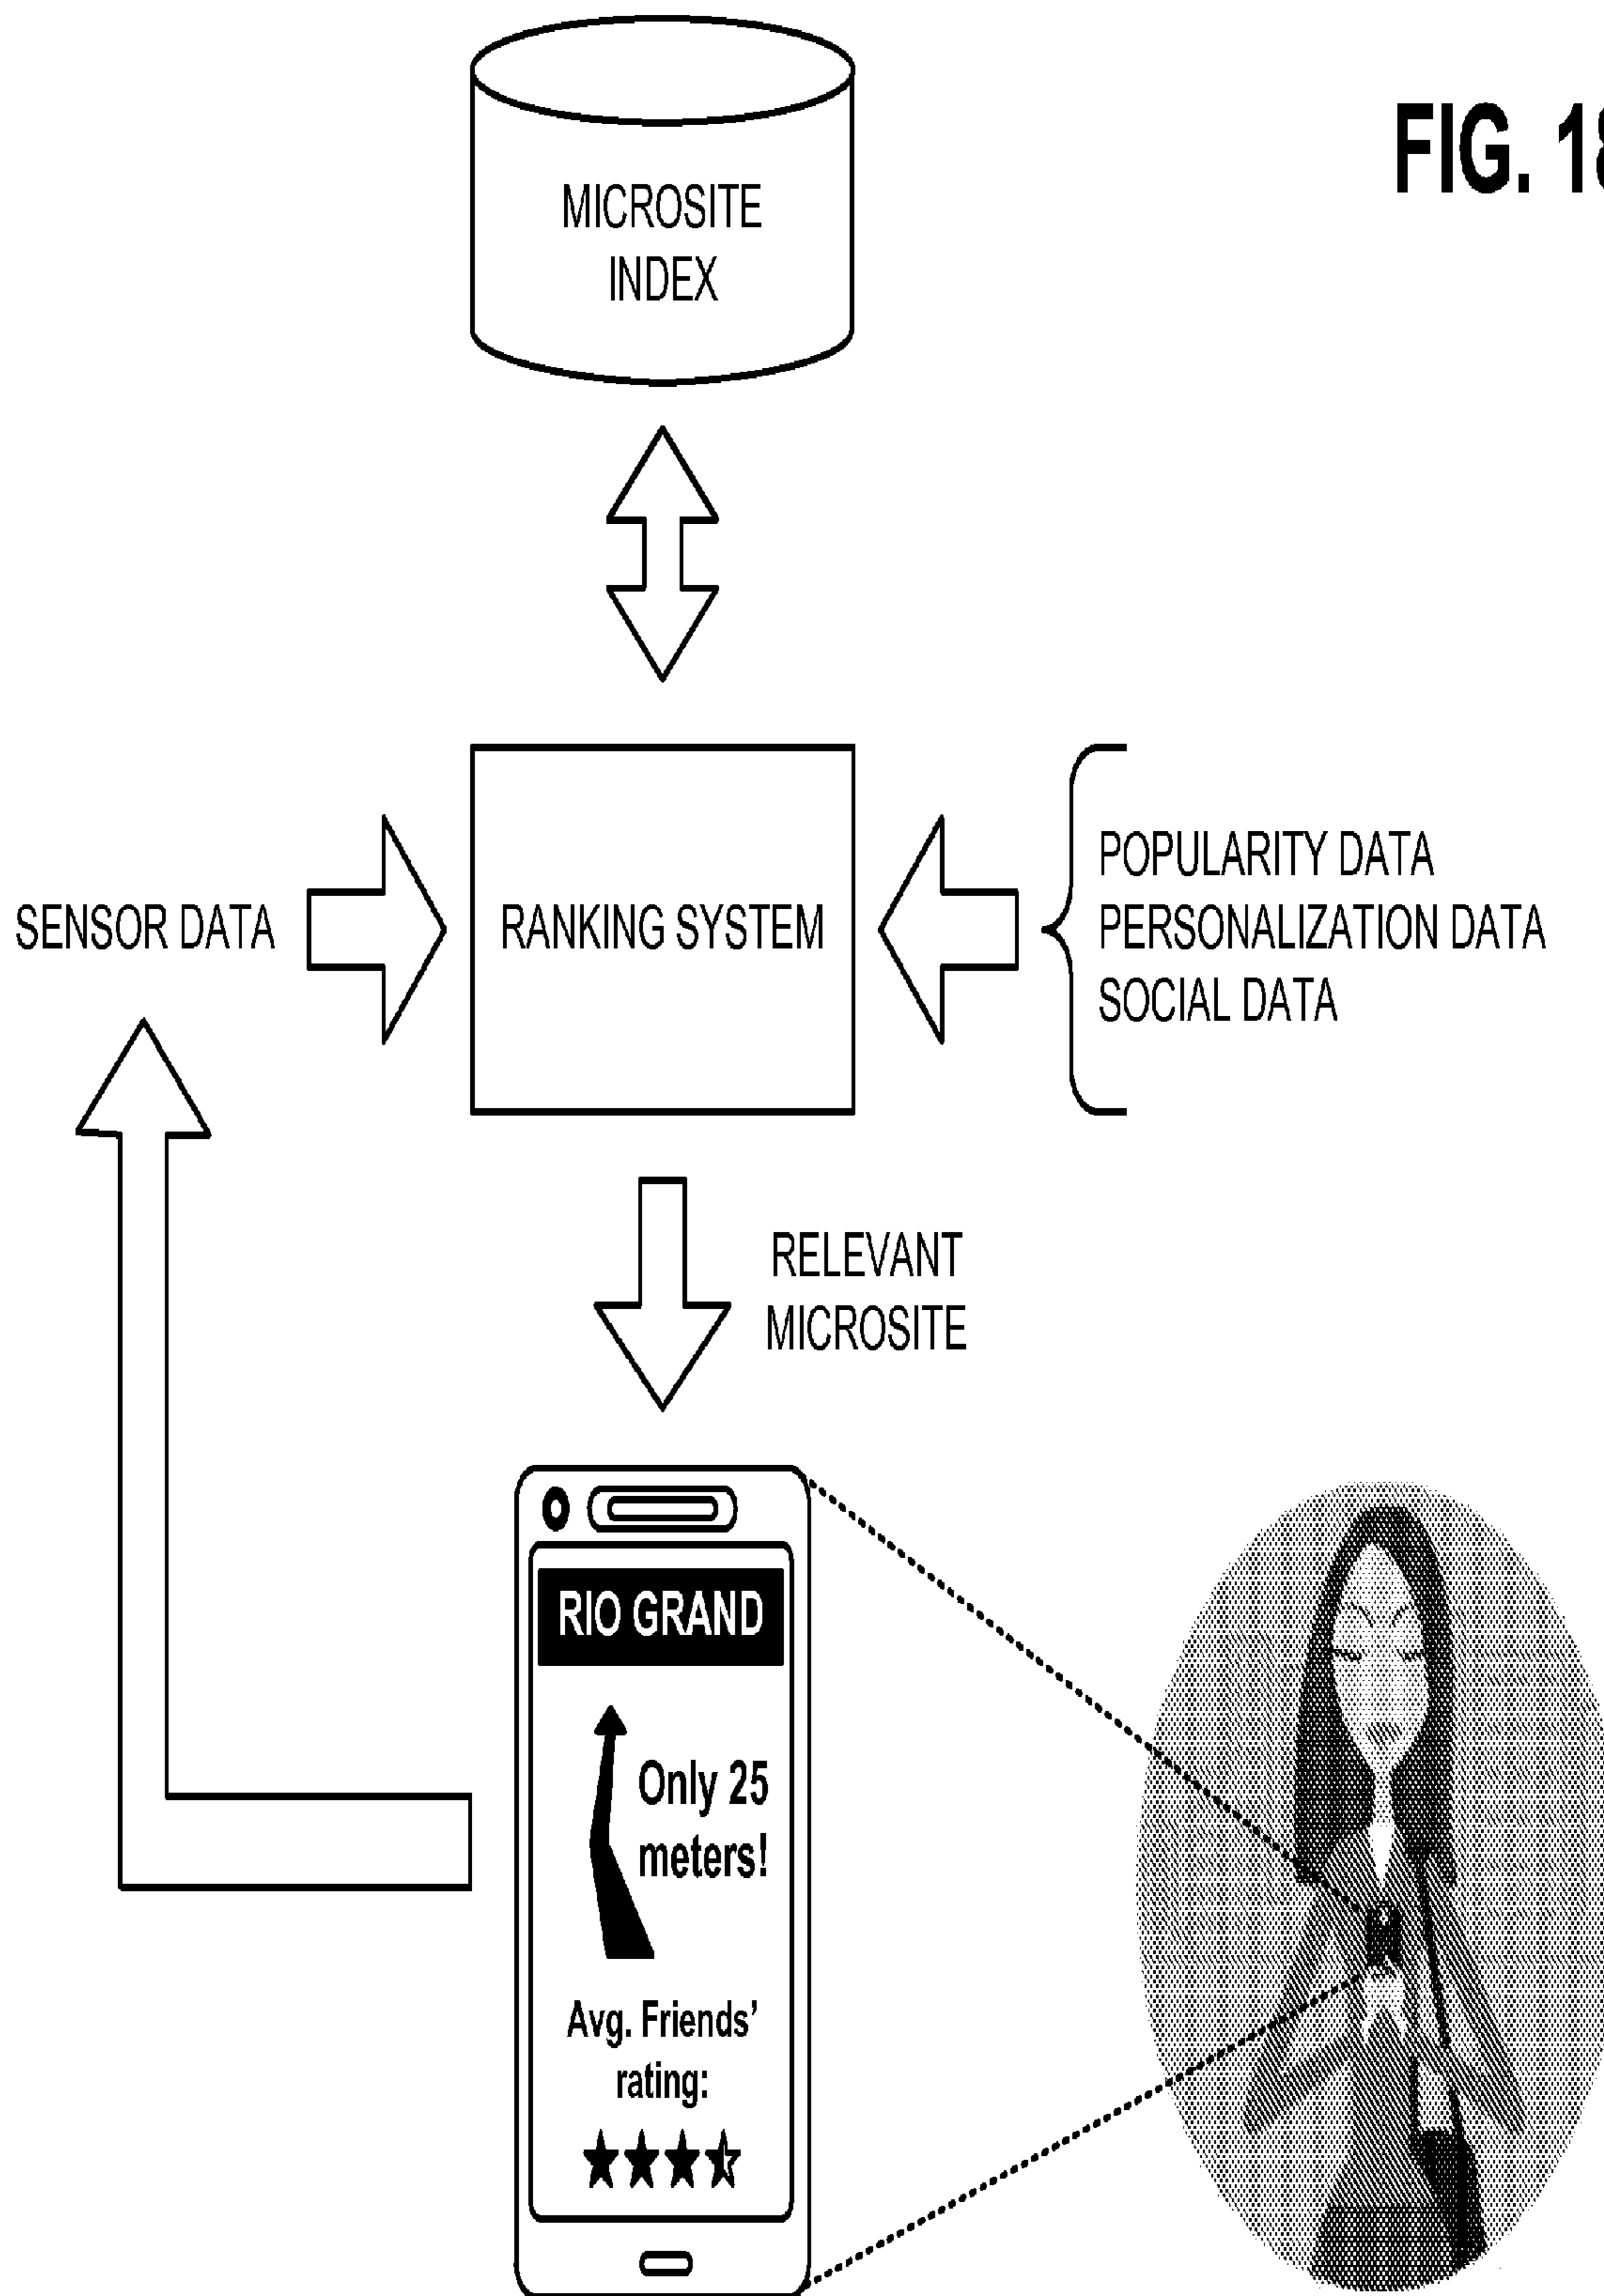 FIG. 18
MICROSITE
INDEX
SENSOR DATA
RANKING SYSTEM
POPULARITY DATA
PERSONALIZATION DATA
SOCIAL DATA
RELEVANT
MICROSITE
RIO GRAND
Only 25
meters!
Avg. Friends’
rating: